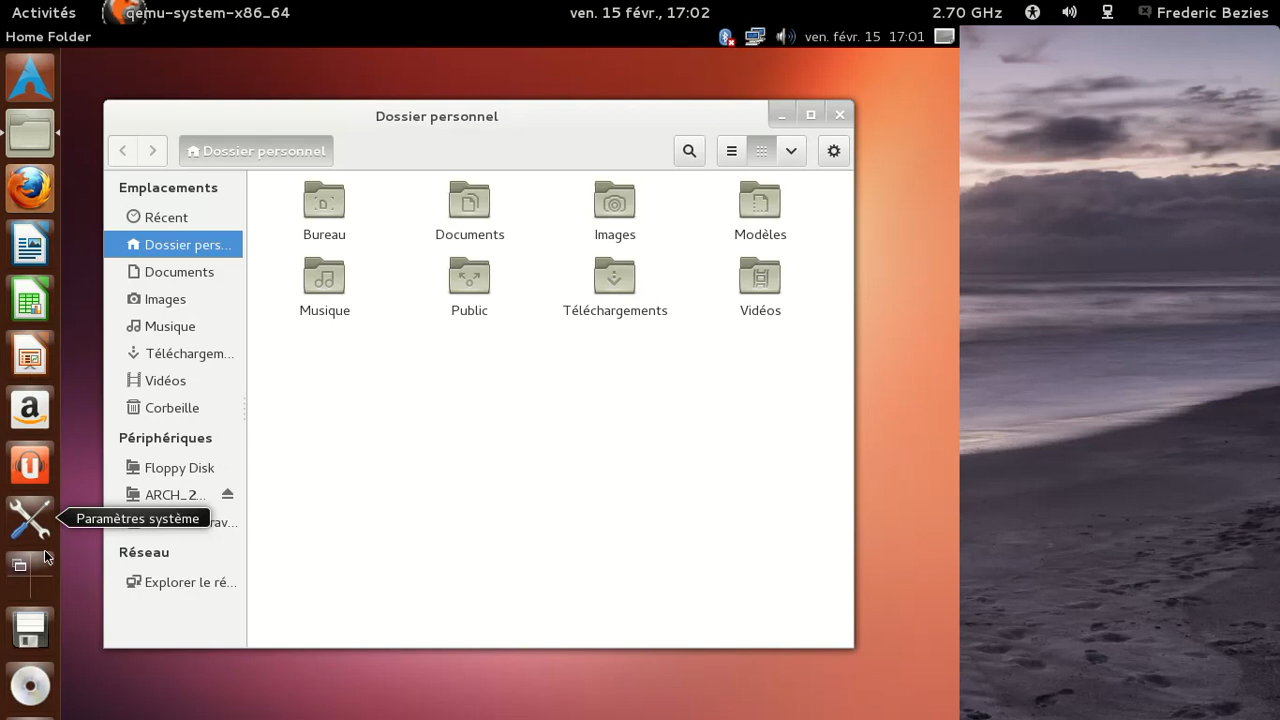 Activités
qemu-system-x86_64
ven. 15 févr., 17:02
2.70 GHz
Frederic Bezies
Home Folder
ven. févr. 15 17:01
Dossier personnel
Dossier personnel
Emplacements
Récent
Dossier pers...
Documents
Images
Musique
Téléchargem...
Vidéos
Corbeille
Périphériques
Floppy Disk
ARCH_2...
Paramètres système
rav...
Réseau
Explorer le ré...
Bureau
Documents
Images
Modèles
Musique
Public
Téléchargements
Vidéos